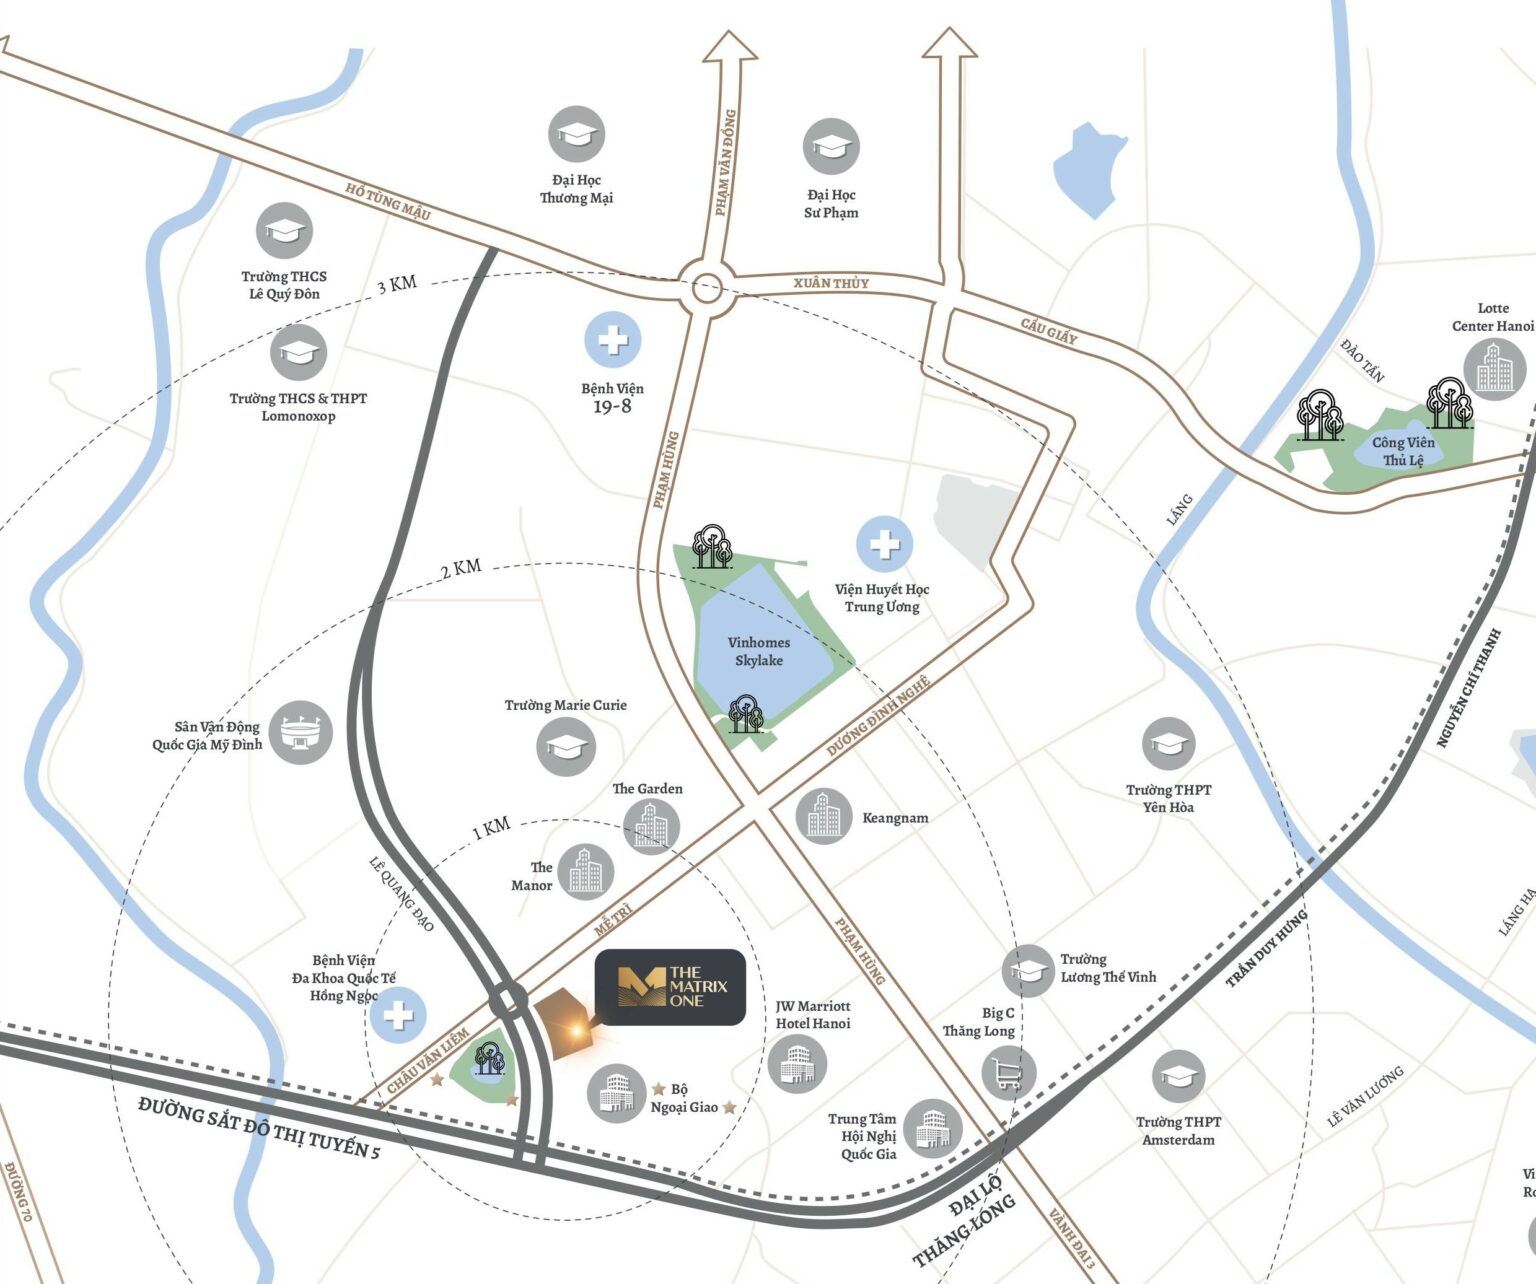 HỒ TÙNG MẬU
PHẠM VĂN ĐỒNG
Đại Học
Thương Mại
Đại Học
Sư Phạm
Trường THCS
Lê Quý Đôn
3 KM
XUÂN THỦY
CẦU GIẤY
Lotte
Center Hanoi
ĐÀO TẤN
Trường THCS & THPT
Lomonoxop
Bệnh Viện
19-8
Công Viên
Thủ Lệ
PHẠM HÙNG
LÁNG
2 KM
Viện Huyết Học
Trung Ương
Vinhomes
Skylake
NGUYỄN CHÍ THANH
Trường Marie Curie
Sân Vận Động
Quốc Gia Mỹ Đình
DƯƠNG ĐÌNH NGHỆ
The Garden
Trường THPT
Yên Hòa
1 KM
Keangnam
The
Manor
LÊ QUANG ĐẠO
MỄ TRÌ
PHẠM HÙNG
TRẦN DUY HƯNG
LÁNG HẠ
Bệnh Viện
Đa Khoa Quốc Tế
Hồng Ngọc
THE
MATRIX
ONE
Trường
Lương Thế Vinh
JW Marriott
Hotel Hanoi
Big C
Thăng Long
CHÂU VĂN LIÊM
Bộ
Ngoại Giao
Trung Tâm
Hội Nghị
Quốc Gia
Trường THPT
Amsterdam
LÊ VĂN LƯƠNG
ĐƯỜNG SẮT ĐÔ THỊ TUYẾN 5
ĐƯỜNG 70
ĐẠI LỘ
THĂNG LONG
VÀNH ĐAI 3